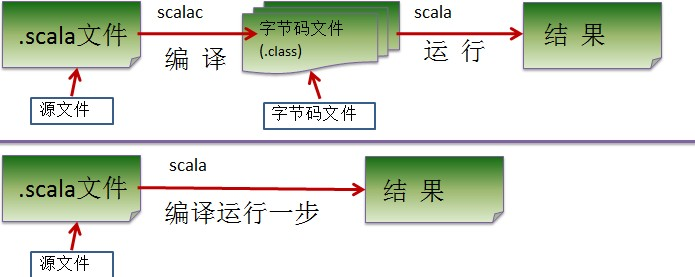 scalac
scala
.scala文件
字节码文件
(.class)
结 果
编 译
运 行
源文件
字节码文件
scala
.scala文件
结 果
编译运行一步
源文件